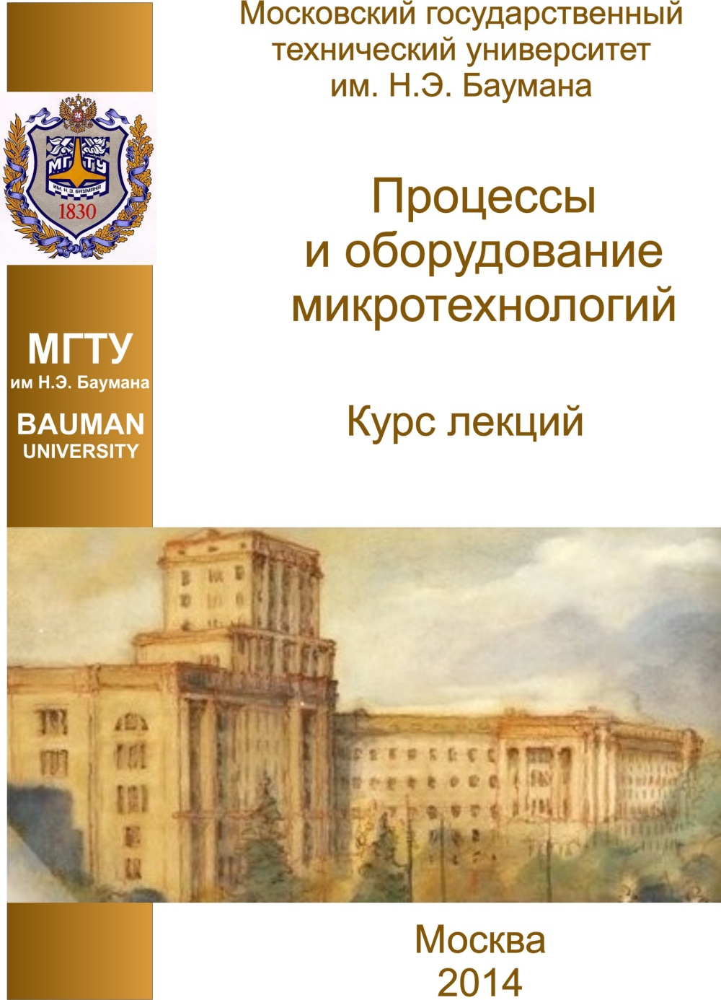 Московский государственный
технический университет
им. Н.Э. Баумана
МГТУ
ИМ. Н. Э. БАУМАНА
1830
Процессы
и оборудование
микротехнологий
МГТУ
им Н.Э. Баумана
BAUMAN
UNIVERSITY
Курс лекций
Москва
2014